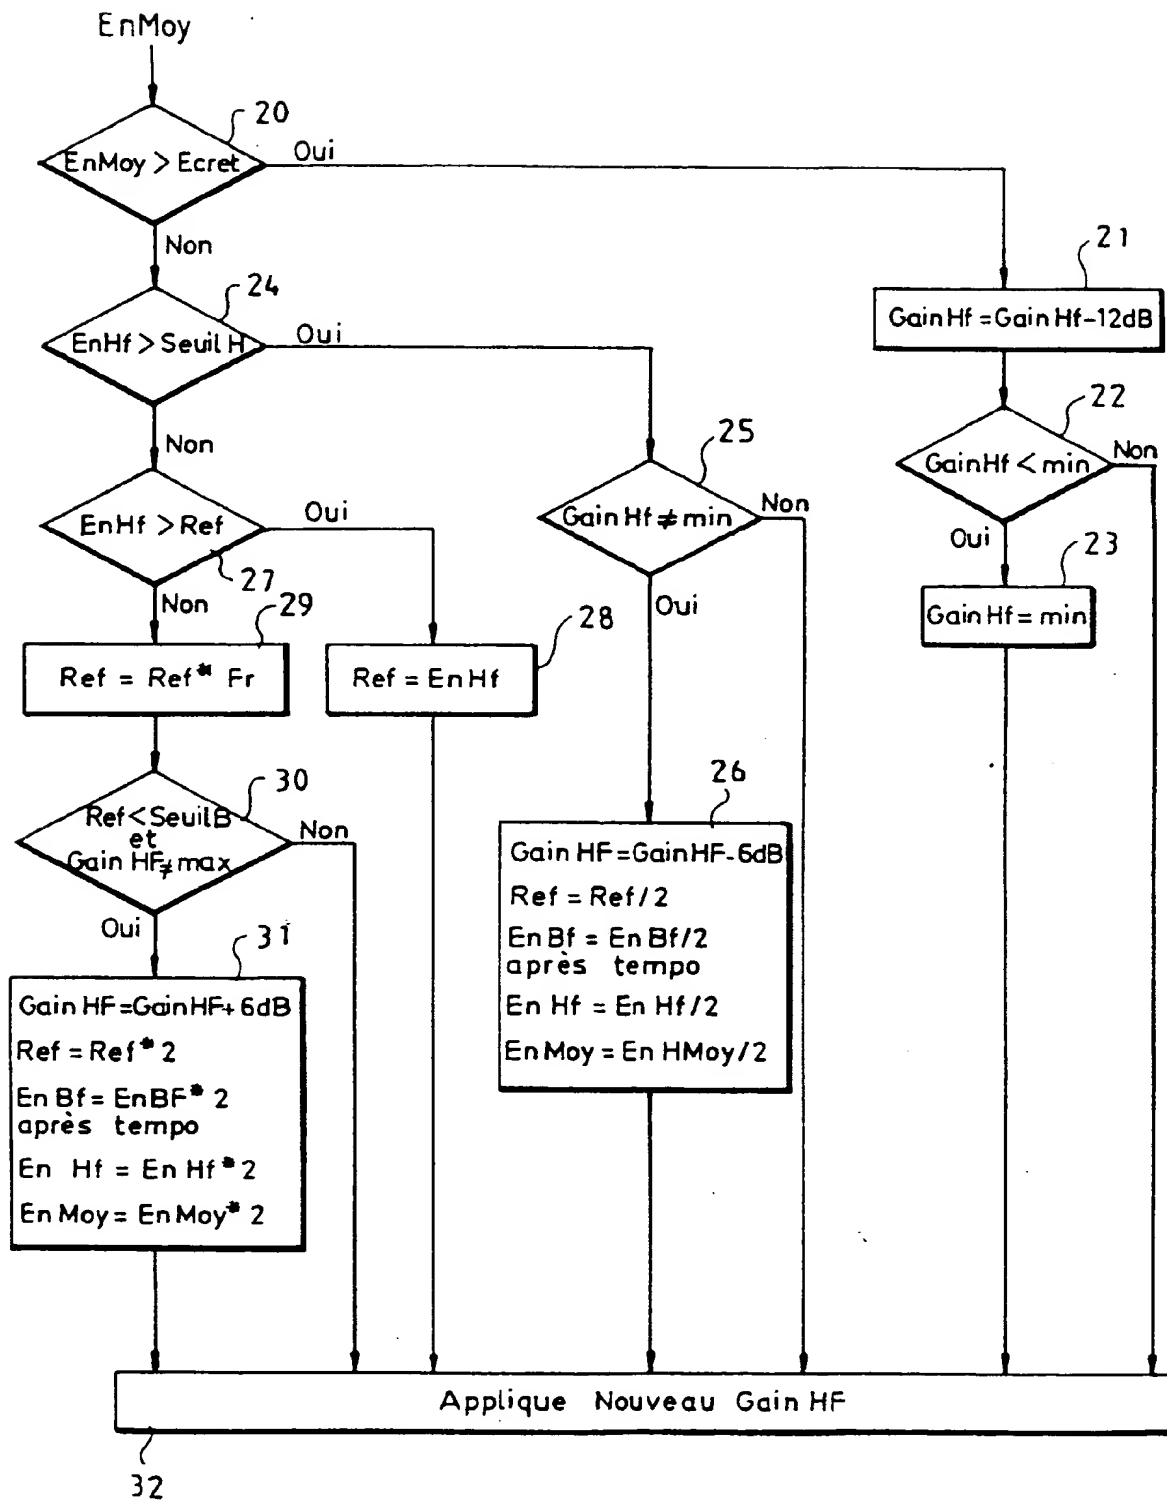 EnMoy
20
EnMoy > Ecret
Oui
Non
21
Gain Hf = Gain Hf-12dB
24
EnHf > Seuil H
Oui
Non
22
GainHf < min
Non
Oui
25
Gain Hf ≠ min
Non
Oui
EnHf > Ref
Oui
27
Non
23
Gain Hf = min
29
Ref = Ref* Fr
28
Ref = En Hf
30
Ref < Seuil B
et
Gain HF ≠ max
Non
Oui
26
Gain HF = GainHF-6dB
Ref = Ref/2
En Bf = En Bf/2
après tempo
En Hf = En Hf/2
En Moy = En HMoy/2
31
Gain HF = GainHF+6dB
Ref = Ref* 2
En Bf = EnBF* 2
après tempo
En Hf = En Hf* 2
En Moy = En Moy* 2
Applique Nouveau Gain HF
32